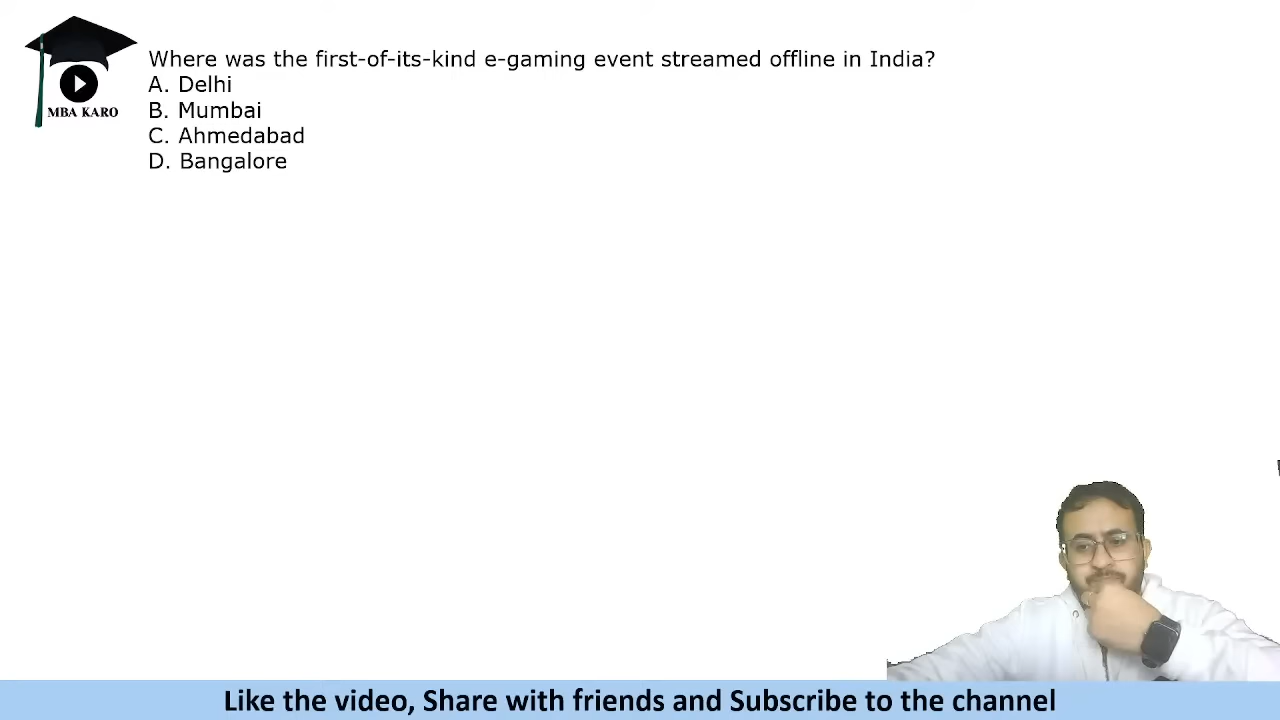 MBA KARO
Where was the first-of-its-kind e-gaming event streamed offline in India?
A. Delhi
B. Mumbai
C. Ahmedabad
D. Bangalore
Like the video, Share with friends and Subscribe to the channel